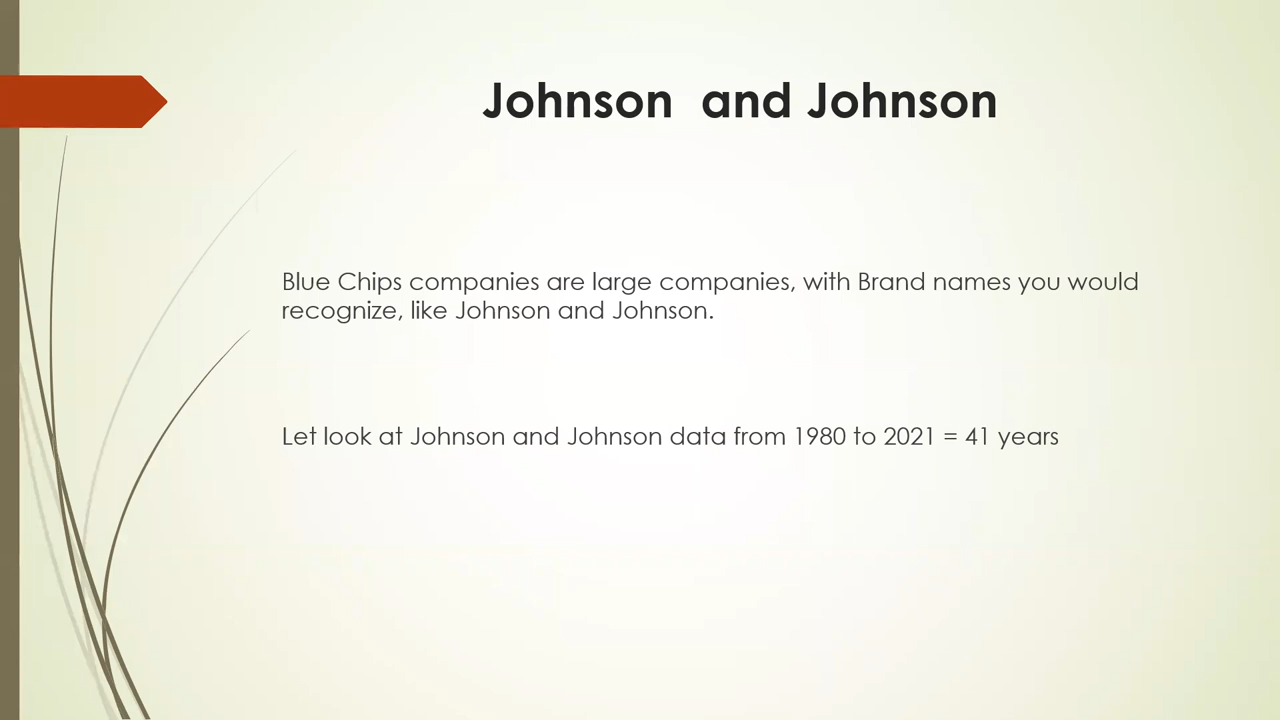 Johnson  and Johnson
Blue Chips companies are large companies, with Brand names you would
recognize, like Johnson and Johnson.
Let look at Johnson and Johnson data from 1980 to 2021 = 41 years